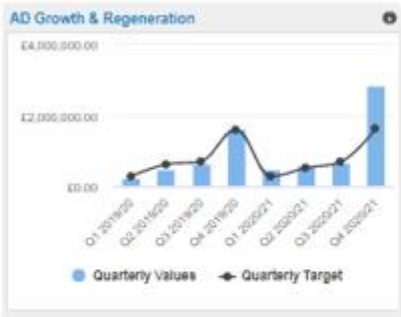 AD Growth & Regeneration
£4,000,000.00
£2,000,000.00
£0.00
Q1 2019/20
Q2 2019/20
Q3 2019/20
Q4 2019/20
Q1 2020/21
Q2 2020/21
Q3 2020/21
Q4 2020/21
Quarterly Values
Quarterly Target